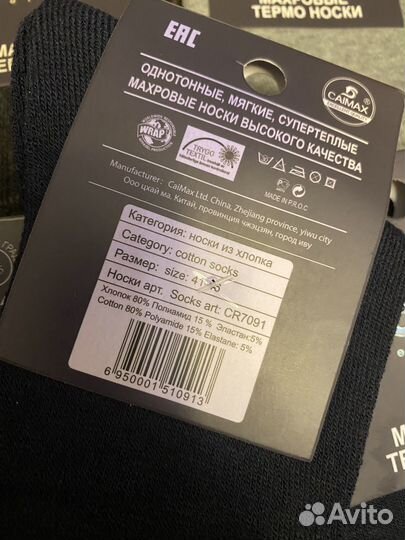 МАХРОВЫЕ
ТЕРМО НОСКИ
EAC
CAIMAX
ОДНОТОННЫЕ, МЯГКИЕ, СУПЕРТЕПЛЫЕ
МАХРОВЫЕ НОСКИ ВЫСОКОГО КАЧЕСТВА
WRAP
TRYGG
TEXTIL
MADE IN P.R.O.C
Manufacturer : CaiMax Ltd. China, Zhejiang province, yiwu city
Ооо цхай ма. Китай, провинция чжэцзян, город иву
Категория: носки из хлопка
Category: cotton socks
Размер: size: 41
Носки арт. Socks art: CR7091
Хлопок 80% Полиамид 15 % Эластан:5%
Cotton 80% Polyamide 15% Elastane: 5%
6 950001 510913
Avito